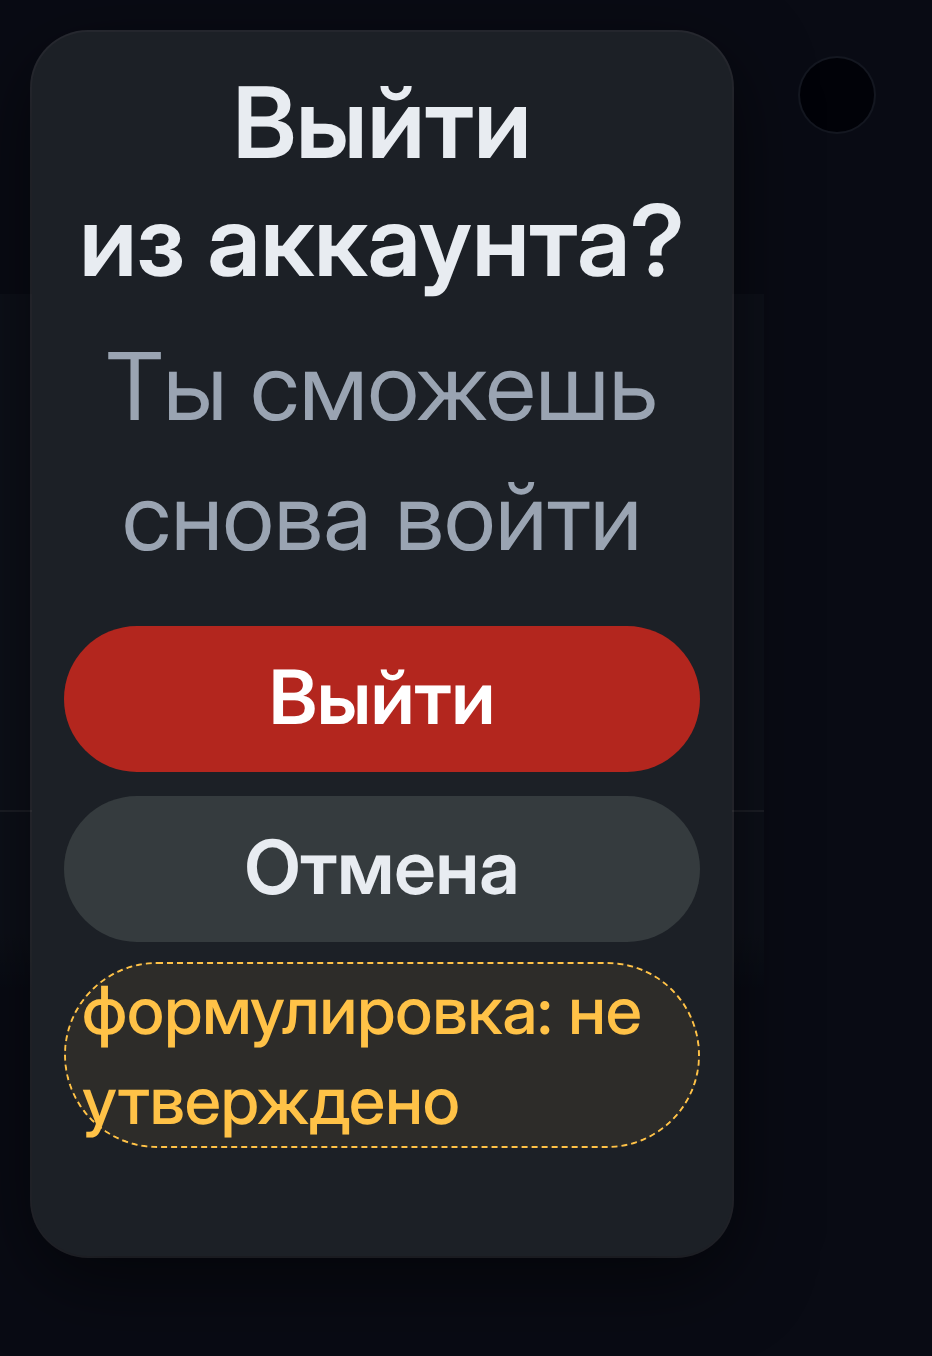 Выйти
из аккаунта?
Ты сможешь
снова войти
Выйти
Отмена
формулировка: не
утверждено